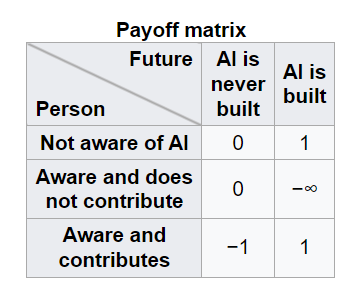 Payoff matrix
Future
Person
AI is
never
built
AI is
built
Not aware of AI
0
1
Aware and does
not contribute
0
−∞
Aware and
contributes
−1
1